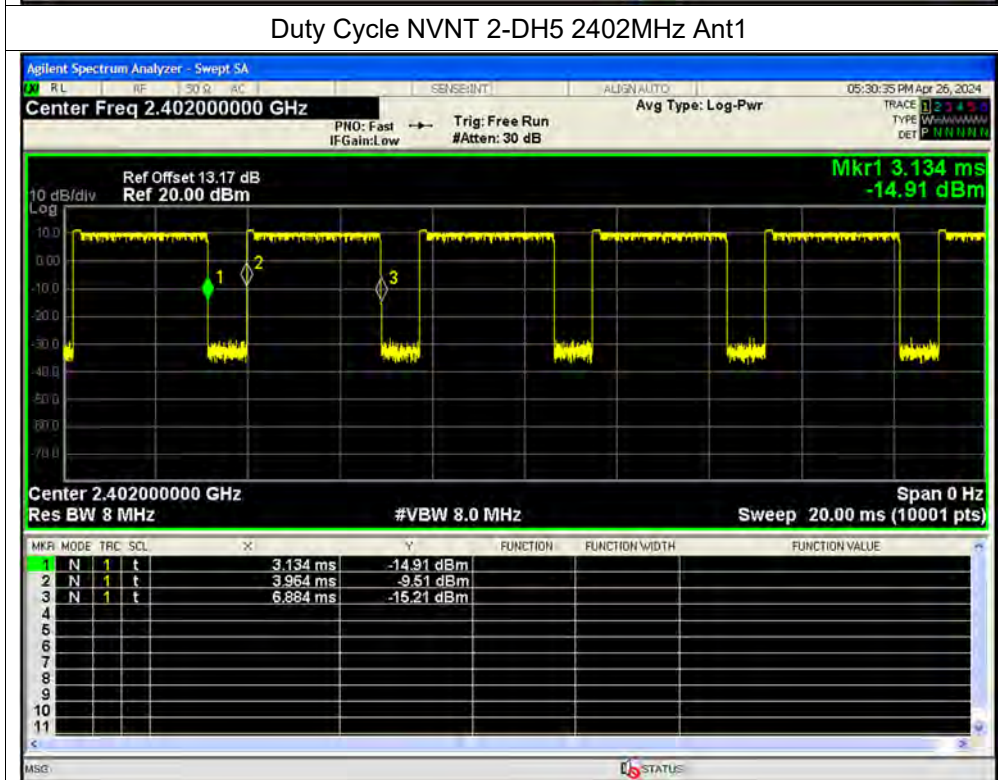 Duty Cycle NVNT 2-DH5 2402MHz Ant1
Agilent Spectrum Analyzer - Swept SA
RL RF 50 Ω AC SENSE:INT ALIGN AUTO 05:30:35 PM Apr 26, 2024
Center Freq 2.402000000 GHz Avg Type: Log-Pwr TRACE 1 2 3 4 5 6
PNO: Fast Trig: Free Run TYPE W
IFGain:Low #Atten: 30 dB DET P N N N N N
Mkr1 3.134 ms
Ref Offset 13.17 dB
10 dB/div Ref 20.00 dBm -14.91 dBm
Log
10.0
0.00
1 2 3
-10.0
-20.0
-30.0
-40.0
-50.0
-60.0
-70.0
Center 2.402000000 GHz Span 0 Hz
Res BW 8 MHz #VBW 8.0 MHz Sweep 20.00 ms (10001 pts)
MKR MODE TRC SCL X Y FUNCTION FUNCTION WIDTH FUNCTION VALUE
1 N 1 t 3.134 ms -14.91 dBm
2 N 1 t 3.964 ms -9.51 dBm
3 N 1 t 6.884 ms -15.21 dBm
4
5
6
7
8
9
10
11
MSG STATUS